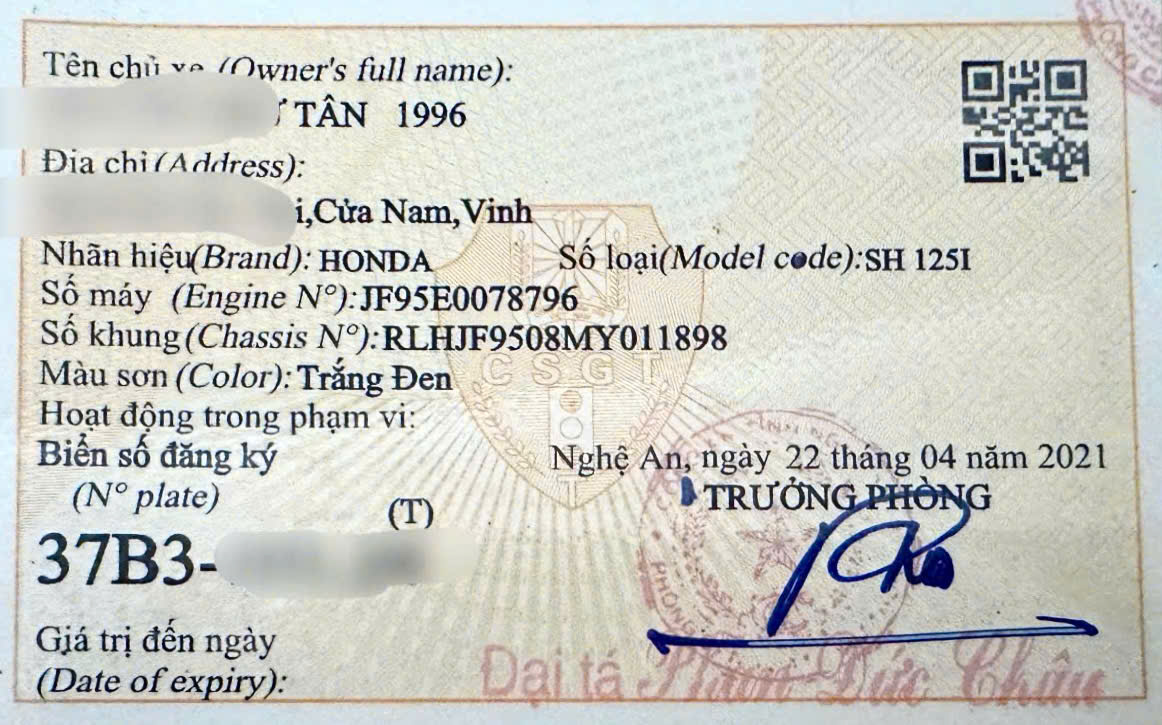 Tên chủ xe (Owner's full name):
TÂN 1996
Địa chỉ (Address):
i,Cửa Nam,Vinh
Nhãn hiệu(Brand): HONDA Số loại(Model code):SH 125I
Số máy (Engine N°):JF95E0078796
Số khung(Chassis N°):RLHJF9508MY011898
Màu sơn (Color): Trắng Đen
Hoạt động trong phạm vi:
CSGT
Biển số đăng ký
Nghệ An, ngày 22 tháng 04 năm 2021
(N° plate) (T) TRƯỞNG PHÒNG
37B3-
Giá trị đến ngày
(Date of expiry):
Đại tá Đức Châu